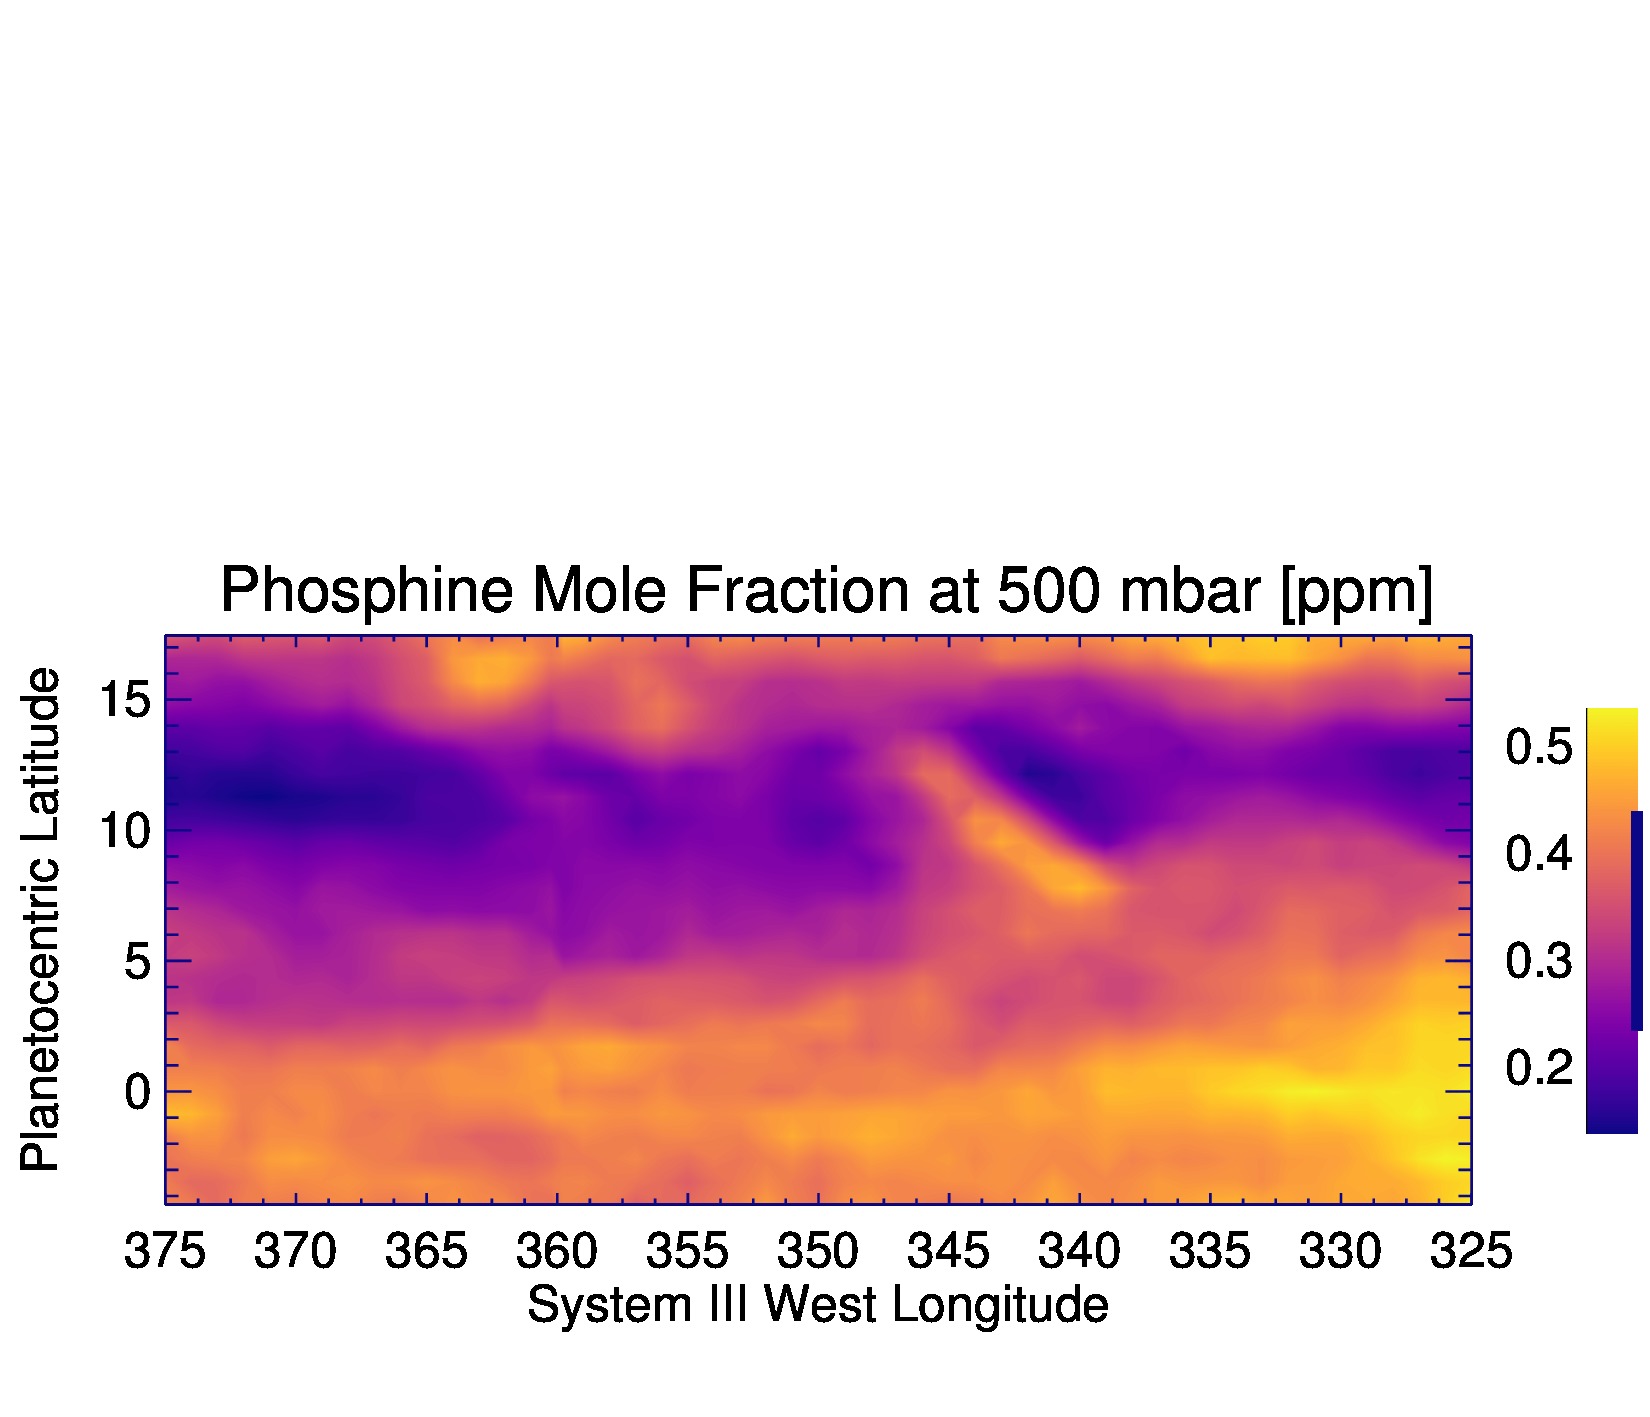 Phosphine Mole Fraction at 500 mbar [ppm]
Planetocentric Latitude
15
10
5
0
375 370 365 360 355 350 345 340 335 330 325
System III West Longitude
0.5
0.4
0.3
0.2